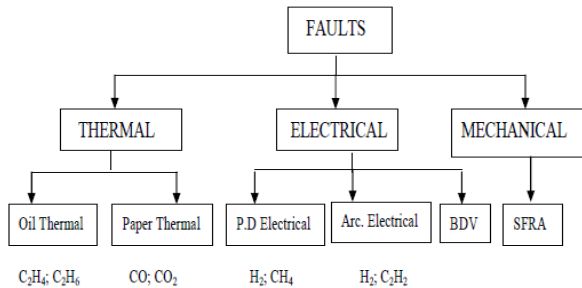 FAULTS
THERMAL
ELECTRICAL
MECHANICAL
Oil Thermal
Paper Thermal
P.D Electrical
Arc. Electrical
BDV
SFRA
C₂H₄; C₂H₆
CO; CO₂
H₂; CH₄
H₂; C₂H₂